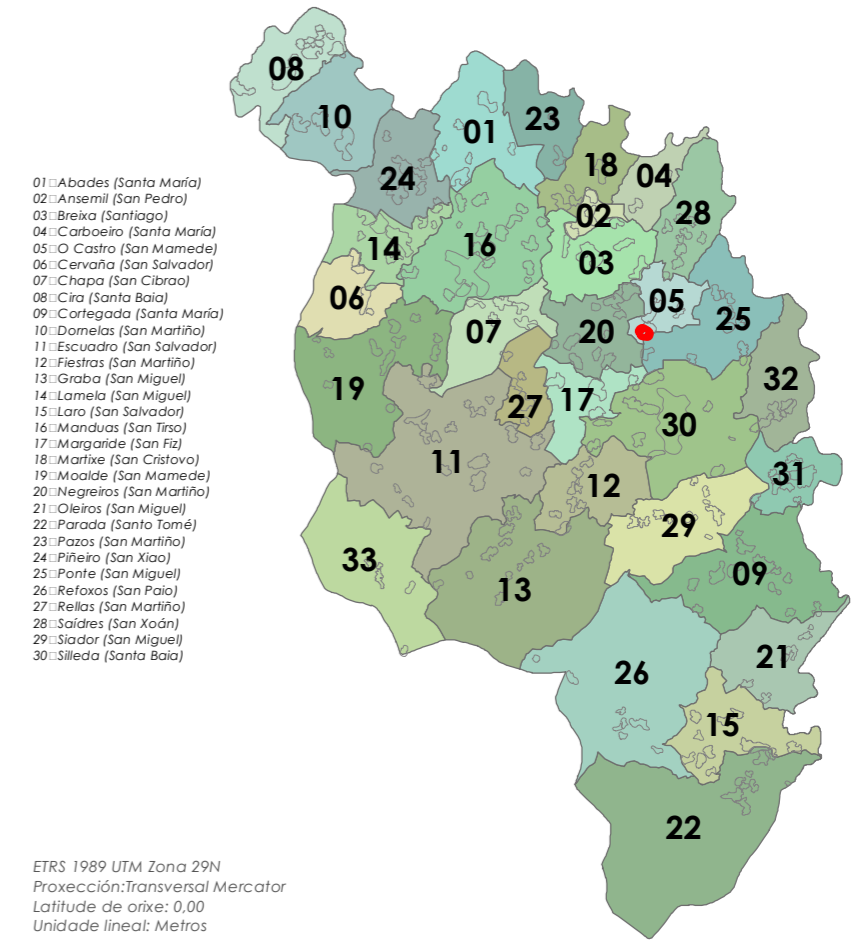 08
10
01
23
18
04
24
02
28
14
16
03
06
05
07
20
25
19
27
17
32
30
11
12
31
29
33
13
09
26
21
15
22
01□Abades (Santa María)
02□Ansemil (San Pedro)
03□Breixa (Santiago)
04□Carboeiro (Santa María)
05□O Castro (San Mamede)
06□Cervaña (San Salvador)
07□Chapa (San Cibrao)
08□Cira (Santa Baia)
09□Cortegada (Santa María)
10□Dornelas (San Martiño)
11□Escuadro (San Salvador)
12□Fiestras (San Martiño)
13□Graba (San Miguel)
14□Lamela (San Miguel)
15□Laro (San Salvador)
16□Manduas (San Tirso)
17□Margaride (San Fiz)
18□Martixe (San Cristovo)
19□Moalde (San Mamede)
20□Negreiros (San Martiño)
21□Oleiros (San Miguel)
22□Parada (Santo Tomé)
23□Pazos (San Martiño)
24□Piñeiro (San Xiao)
25□Ponte (San Miguel)
26□Refoxos (San Paio)
27□Rellas (San Martiño)
28□Saídres (San Xoán)
29□Siador (San Miguel)
30□Silleda (Santa Baia)
ETRS 1989 UTM Zona 29N
Proxección:Transversal Mercator
Latitude de orixe: 0,00
Unidade lineal: Metros